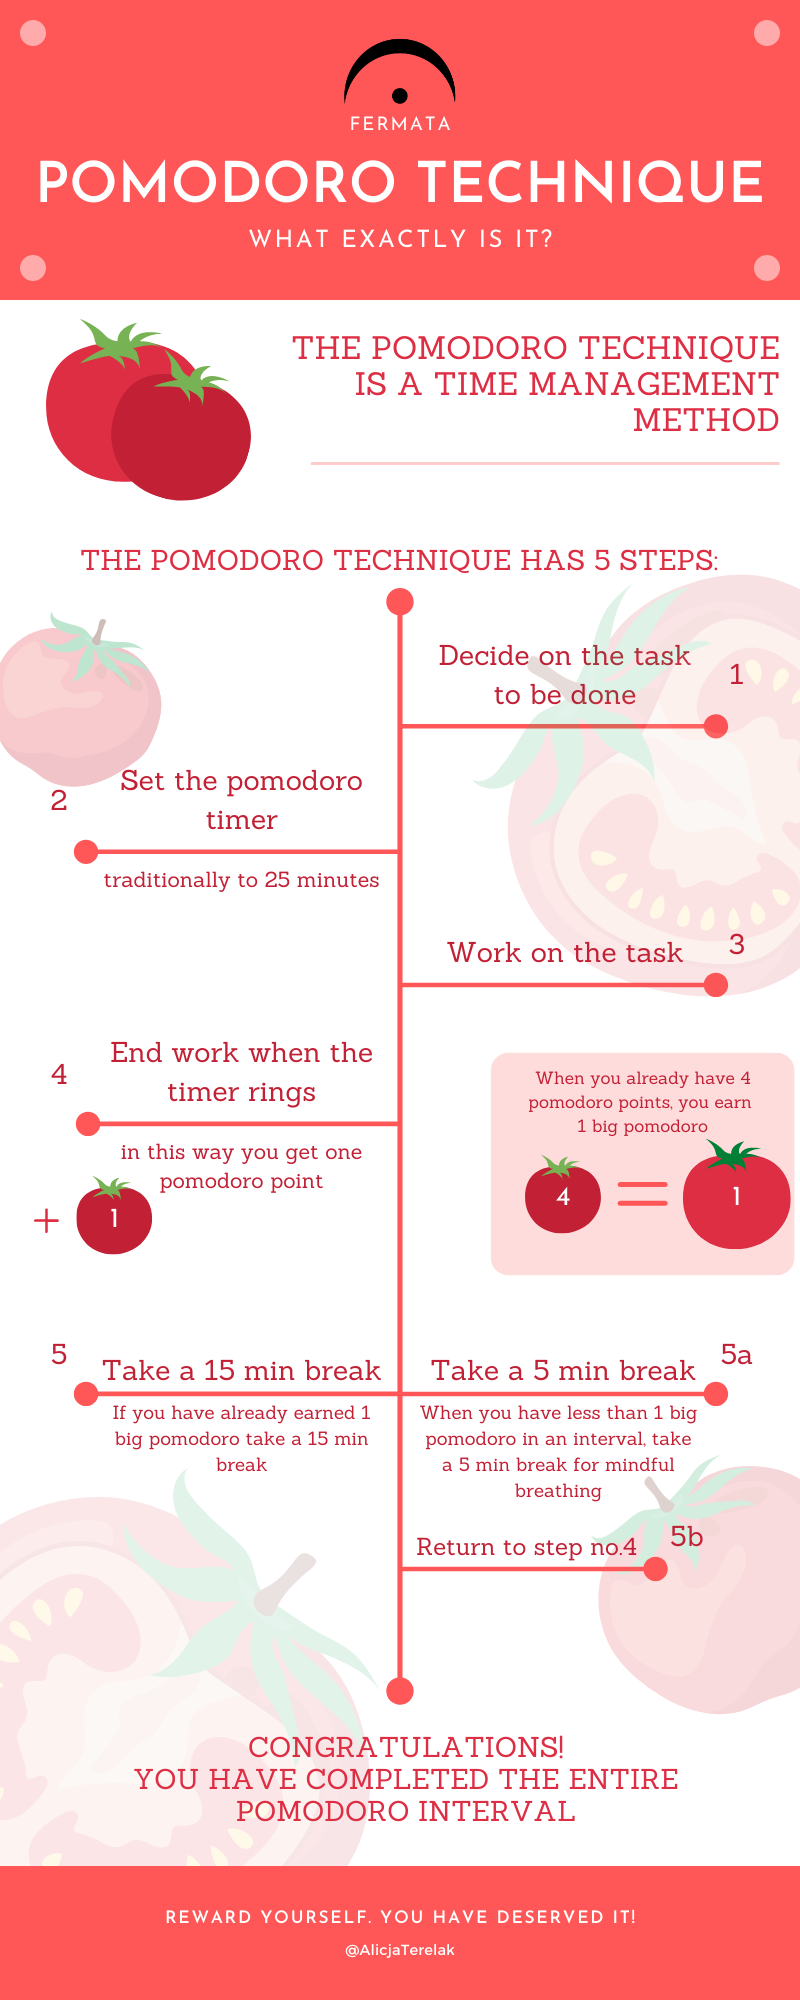 FERMATA
POMODORO TECHNIQUE
WHAT EXACTLY IS IT?
THE POMODORO TECHNIQUE
IS A TIME MANAGEMENT
METHOD
THE POMODORO TECHNIQUE HAS 5 STEPS:
1
Decide on the task
to be done
2
Set the pomodoro
timer
traditionally to 25 minutes
3
Work on the task
4
End work when the
timer rings
in this way you get one
pomodoro point
+ 1
When you already have 4
pomodoro points, you earn
1 big pomodoro
4 = 1
5
Take a 15 min break
If you have already earned 1
big pomodoro take a 15 min
break
5a
Take a 5 min break
When you have less than 1 big
pomodoro in an interval, take
a 5 min break for mindful
breathing
5b
Return to step no.4
CONGRATULATIONS!
YOU HAVE COMPLETED THE ENTIRE
POMODORO INTERVAL
REWARD YOURSELF. YOU HAVE DESERVED IT!
@AlicjaTerelak